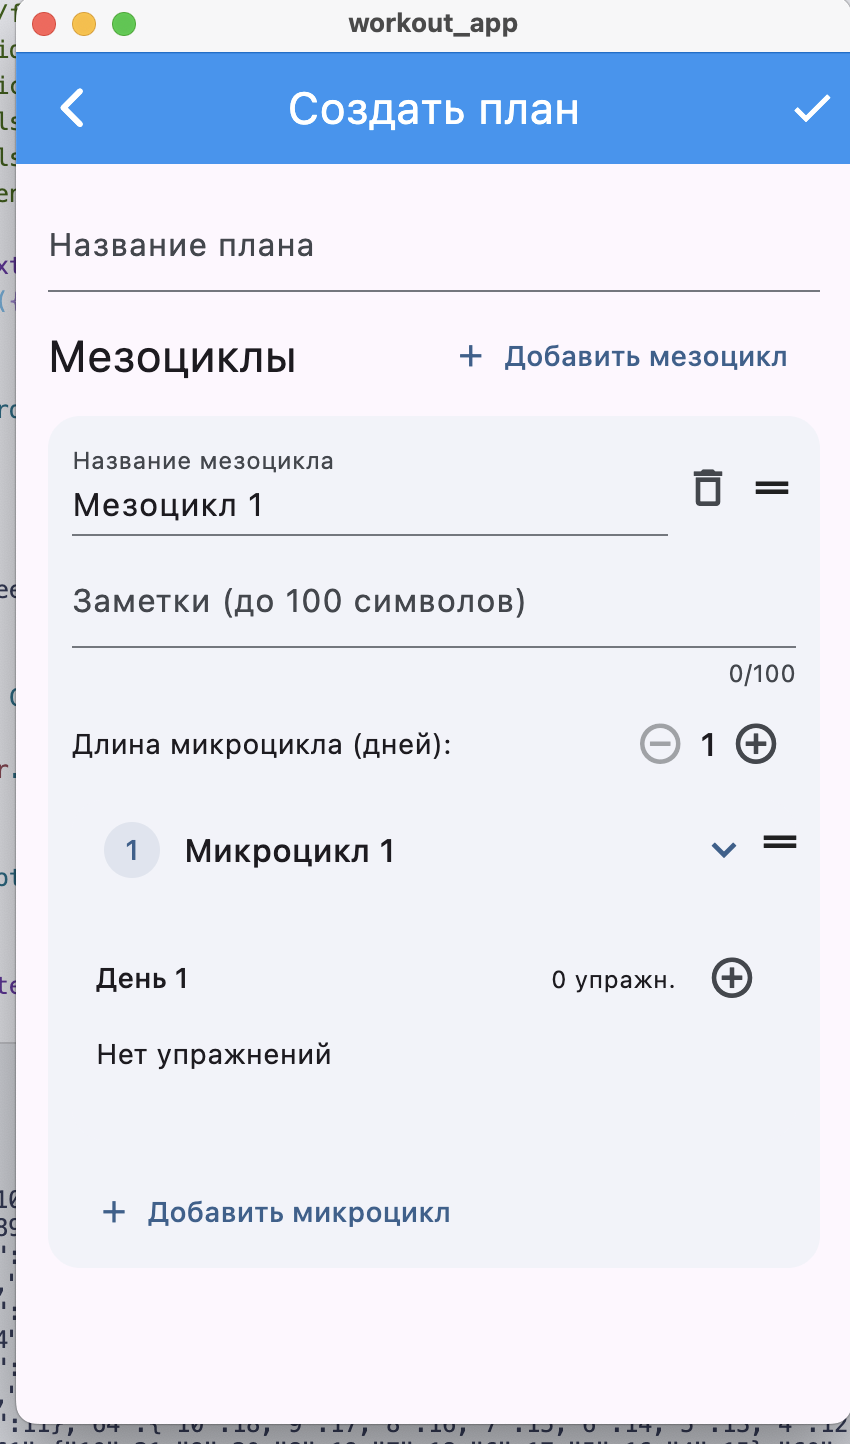 workout_app
Создать план
Название плана
Мезоциклы
+ Добавить мезоцикл
Название мезоцикла
Мезоцикл 1
Заметки (до 100 символов)
0/100
Длина микроцикла (дней):
1
1
Микроцикл 1
День 1
0 упражн.
Нет упражнений
+ Добавить микроцикл